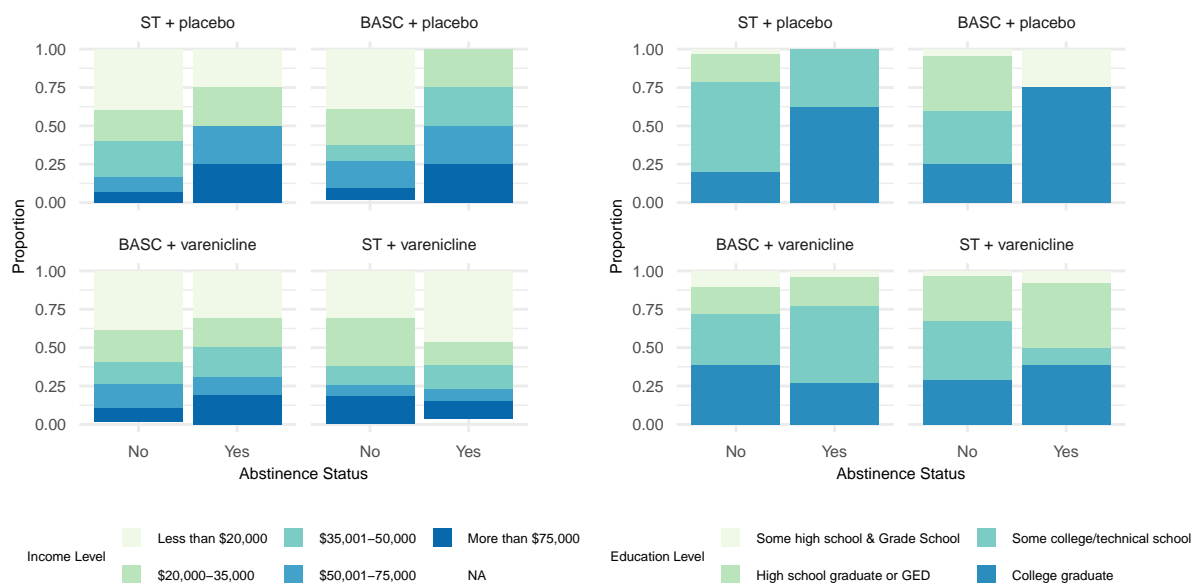 ST + placebo
BASC + placebo
1.00
0.75
0.50
0.25
0.00
BASC + varenicline
ST + varenicline
1.00
0.75
0.50
0.25
0.00
Proportion
No
Yes
No
Yes
Abstinence Status
Income Level
Less than $20,000
$20,000–35,000
$35,001–50,000
$50,001–75,000
More than $75,000
NA
ST + placebo
BASC + placebo
1.00
0.75
0.50
0.25
0.00
BASC + varenicline
ST + varenicline
1.00
0.75
0.50
0.25
0.00
Proportion
No
Yes
No
Yes
Abstinence Status
Education Level
Some high school & Grade School
High school graduate or GED
Some college/technical school
College graduate